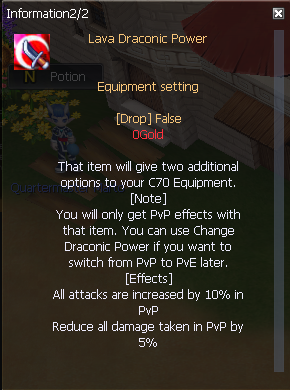 Information2/2
Lava Draconic Power
N Potion
Equipment setting
[Drop] False
0Gold
That item will give two additional
options to your C70 Equipment.
[Note]
You will only get PvP effects with
that item. You can use Change
Draconic Power if you want to
switch from PvP to PvE later.
[Effects]
All attacks are increased by 10% in
PvP
Reduce all damage taken in PvP by
5%